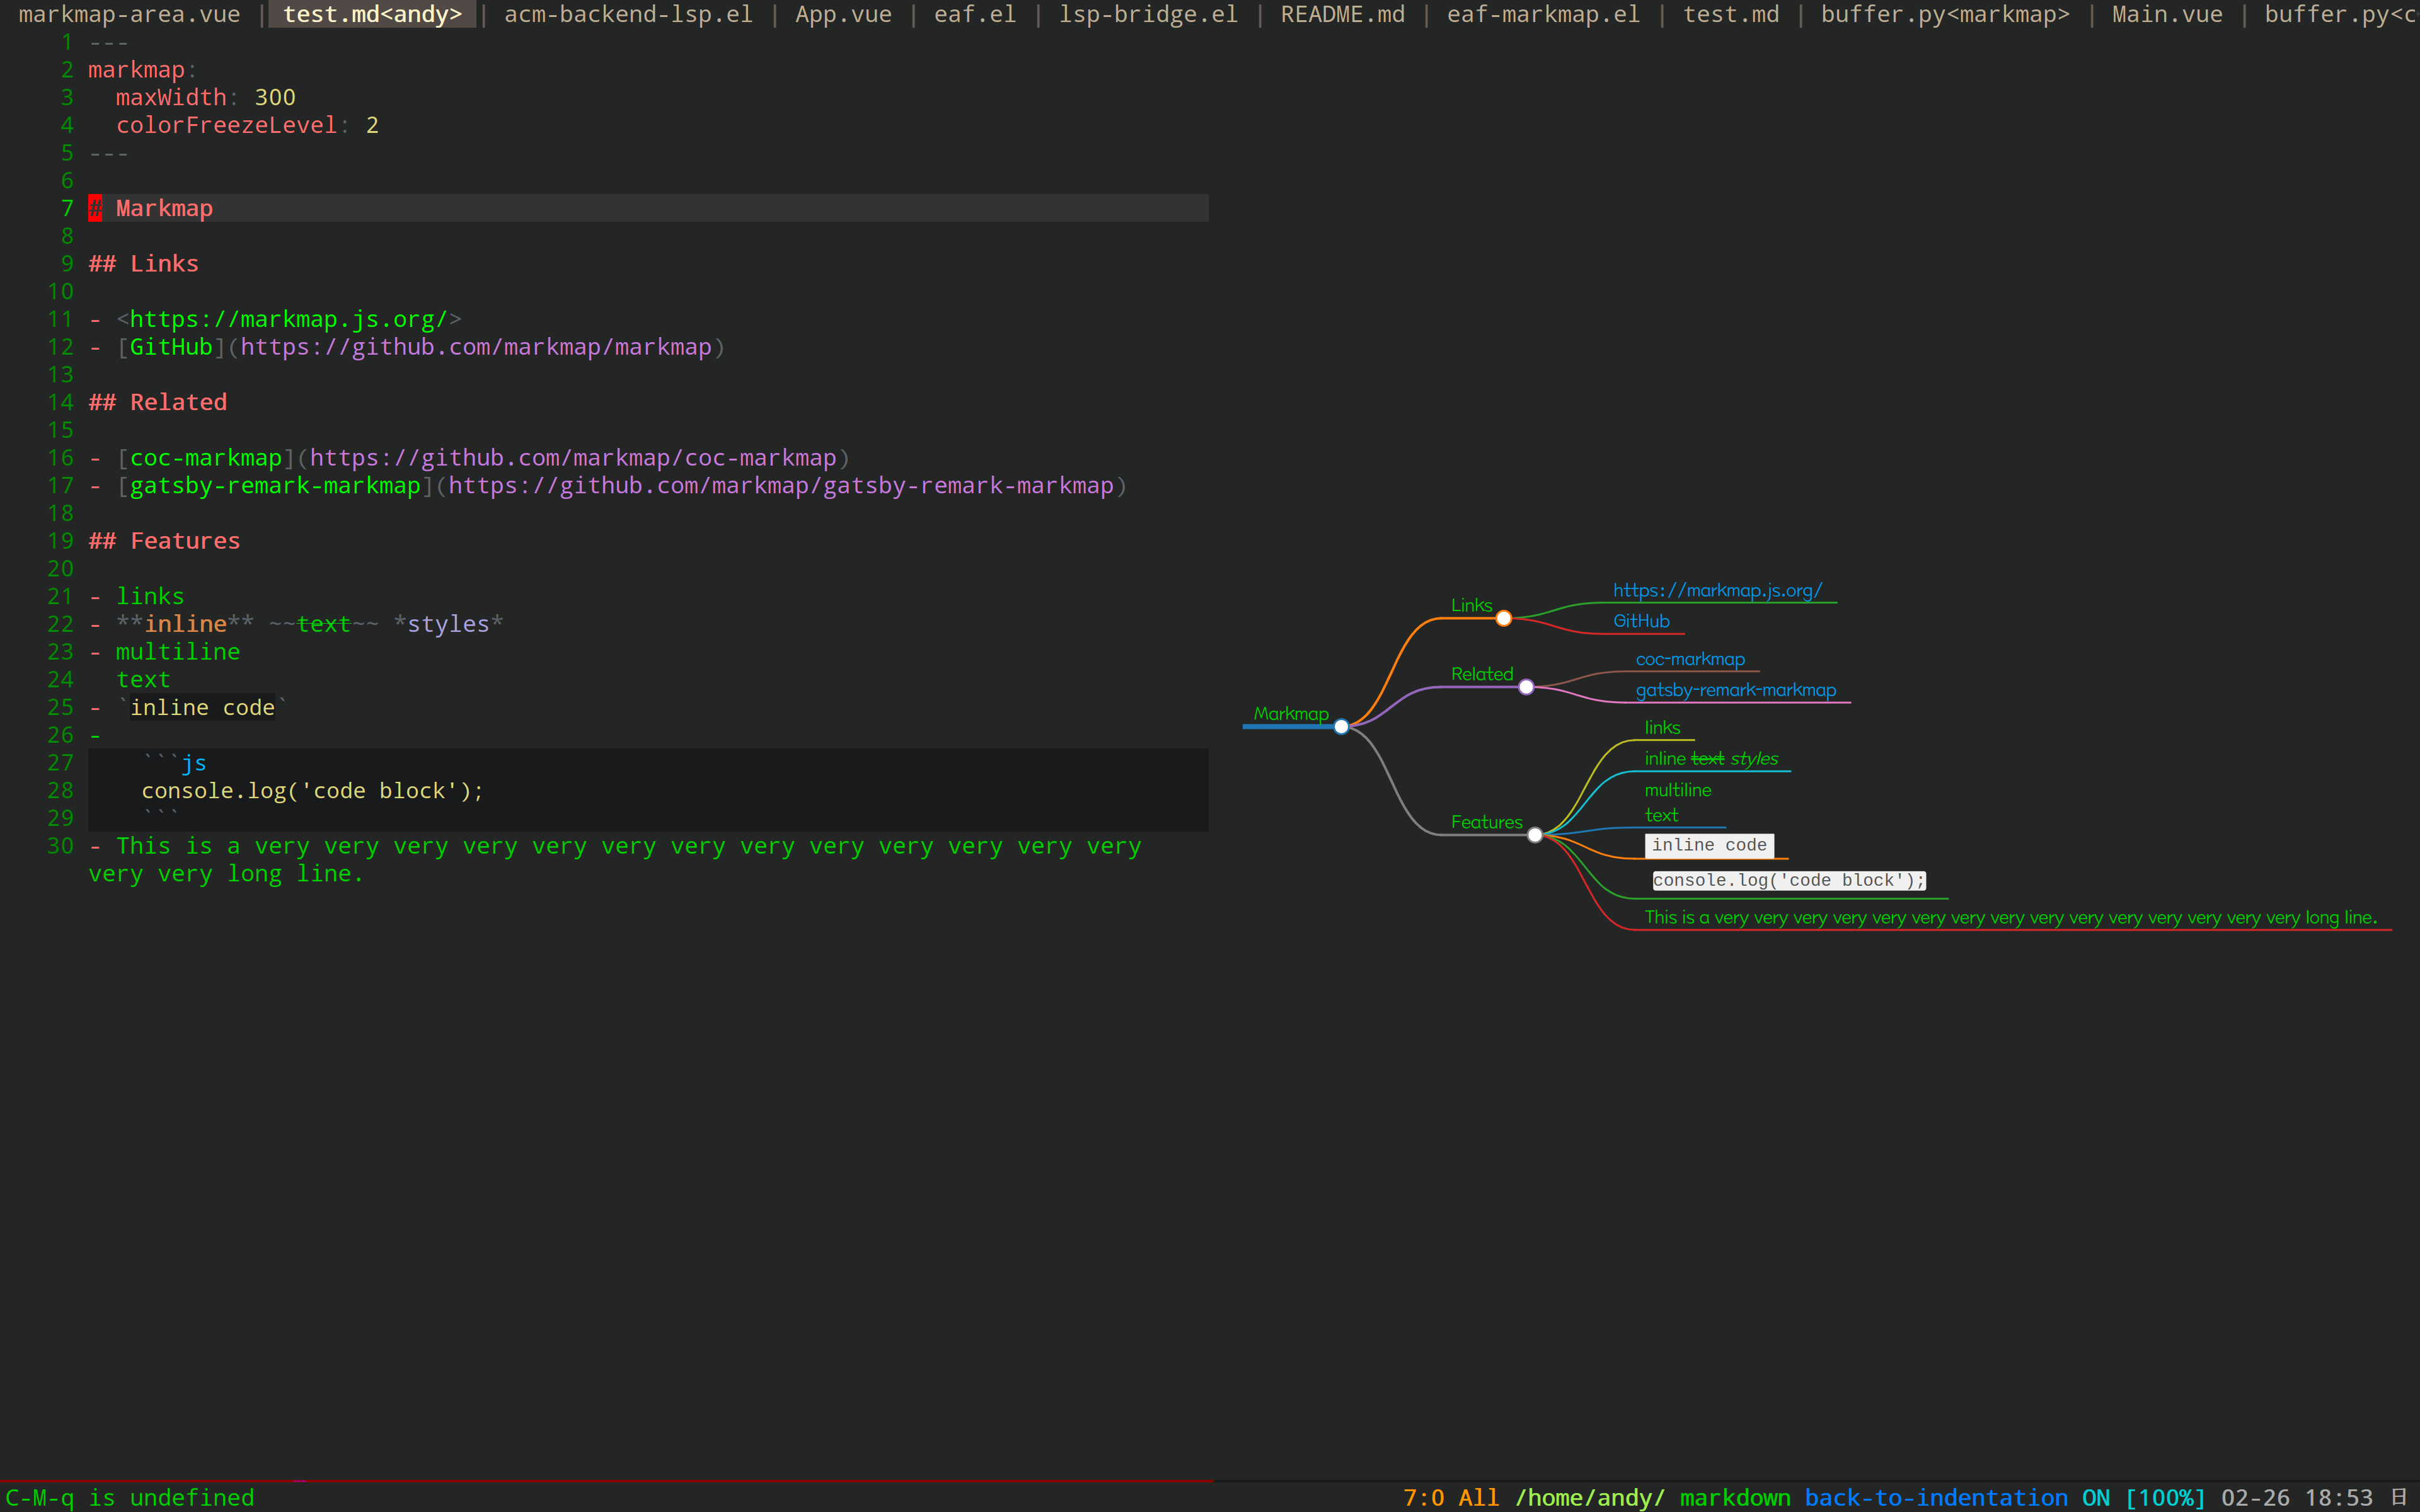 markmap-area.vue | test.md<andy> | acm-backend-lsp.el | App.vue | eaf.el | lsp-bridge.el | README.md | eaf-markmap.el | test.md | buffer.py<markmap> | Main.vue | buffer.py<c
1 ---
2 markmap:
3   maxWidth: 300
4   colorFreezeLevel: 2
5 ---
6
7 # Markmap
8
9 ## Links
10
11 - <https://markmap.js.org/>
12 - [GitHub](https://github.com/markmap/markmap)
13
14 ## Related
15
16 - [coc-markmap](https://github.com/markmap/coc-markmap)
17 - [gatsby-remark-markmap](https://github.com/markmap/gatsby-remark-markmap)
18
19 ## Features
20
21 - links
22 - **inline** ~~text~~ *styles*
23 - multiline
24   text
25 - `inline code`
26 -
27     ```js
28     console.log('code block');
29     ```
30 - This is a very very very very very very very very very very very very very
very very long line.
Markmap
Links
https://markmap.js.org/
GitHub
Related
coc-markmap
gatsby-remark-markmap
Features
links
inline text styles
multiline
text
inline code
console.log('code block');
This is a very very very very very very very very very very very very very very very long line.
C-M-q is undefined
7:0 All /home/andy/ markdown back-to-indentation ON [100%] 02-26 18:53 日